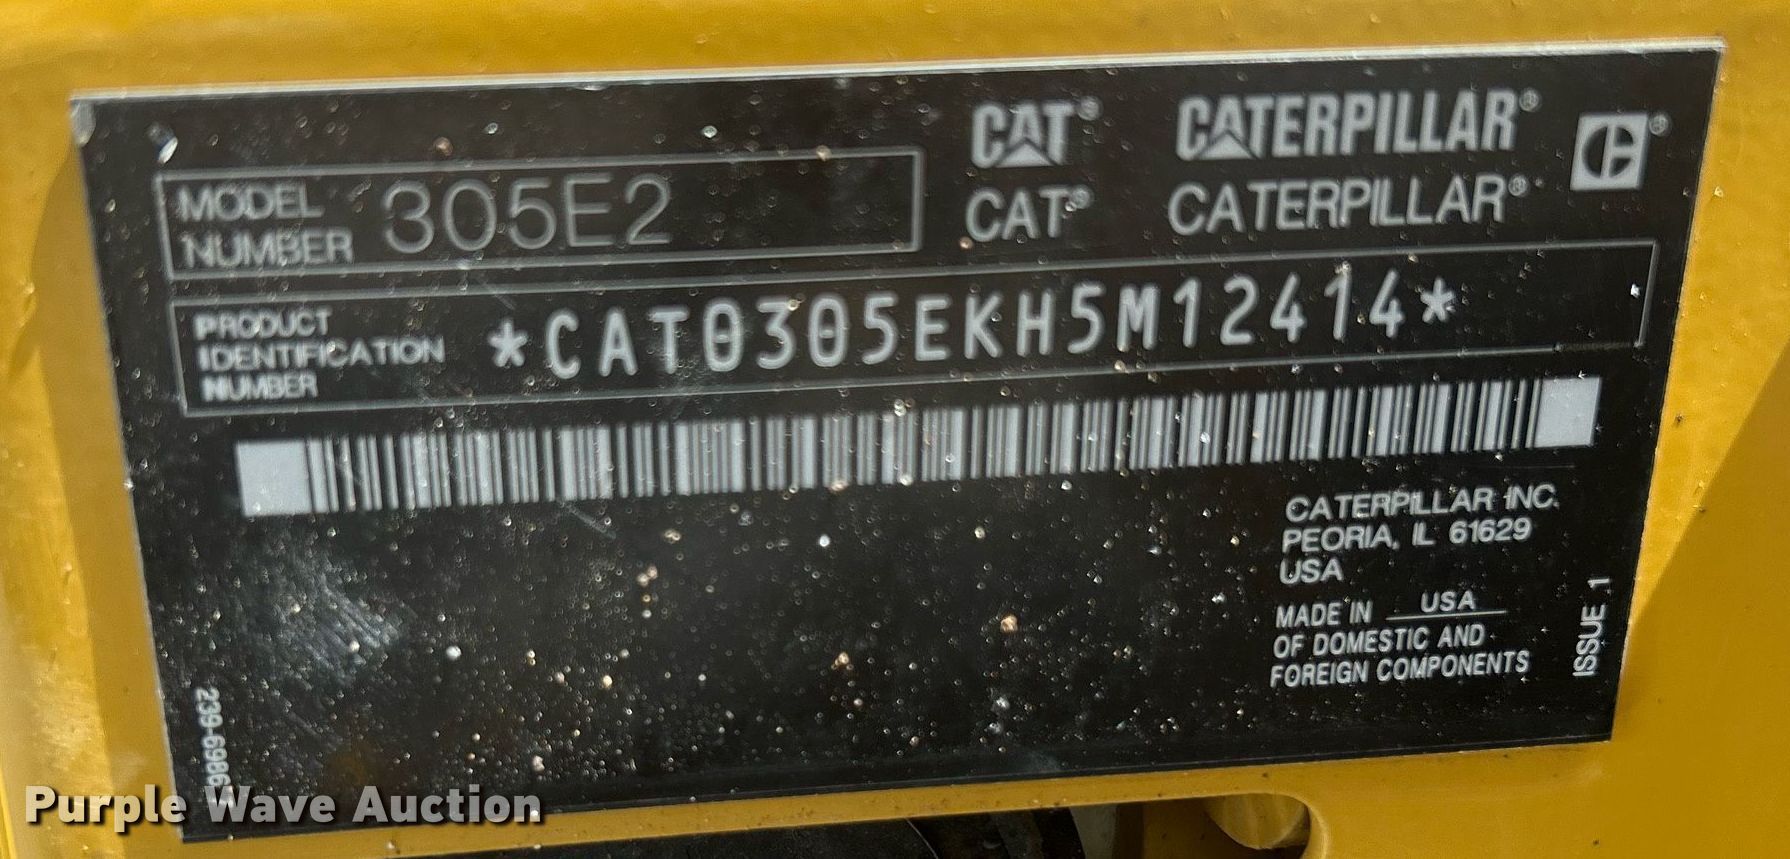 CAT® CATERPILLAR® ®
CAT® CATERPILLAR®
MODEL
NUMBER 305E2
PRODUCT
IDENTIFICATION
NUMBER
*CAT0305EKH5M12414*
CATERPILLAR INC.
PEORIA, IL 61629
USA
MADE IN USA
OF DOMESTIC AND
FOREIGN COMPONENTS
ISSUE 1
Purple Wave Auction